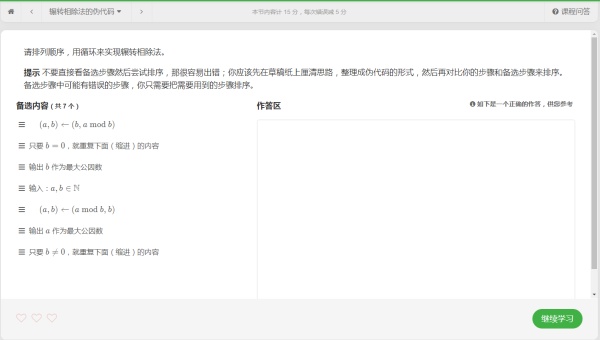 辗转相除法的伪代码
本节内容计 15 分，每次编译减 5 分
课程问答
请排列顺序，用循环来实现辗转相除法。
提示 不要直接看备选步骤然后尝试排序，那很容易出错；你应该先在草稿纸上厘清思路，整理成伪代码的形式，然后再对比你的步骤和备选步骤来排序。
备选步骤中可能有错误的步骤，你只需要把需要用到的步骤排序。
备选内容（共 7 个）
作答区
如下是一个正确的作答，供您参考
(a, b) ← (b, a mod b)
只要 b = 0，就重复下面（缩进）的内容
输出 b 作为最大公因数
输入：a, b ∈ ℕ
(a, b) ← (a mod b, b)
输出 a 作为最大公因数
只要 b ≠ 0，就重复下面（缩进）的内容
继续学习